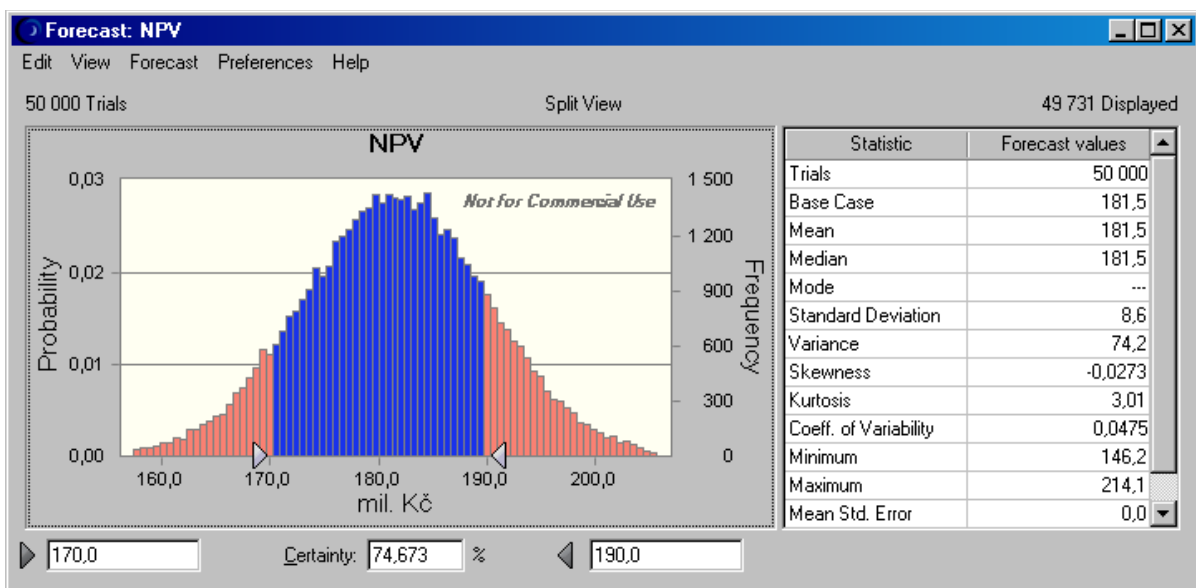 Forecast: NPV
Edit View Forecast Preferences Help
50 000 Trials Split View 49 731 Displayed
NPV
Not for Commercial Use
Probability
0,03
0,02
0,01
0,00
1 500
1 200
900
600
300
0
Frequency
160,0 170,0 180,0 190,0 200,0
mil. Kč
Statistic Forecast values
Trials 50 000
Base Case 181,5
Mean 181,5
Median 181,5
Mode ---
Standard Deviation 8,6
Variance 74,2
Skewness -0,0273
Kurtosis 3,01
Coeff. of Variability 0,0475
Minimum 146,2
Maximum 214,1
Mean Std. Error 0,0
170,0 Certainty: 74,673 % 190,0